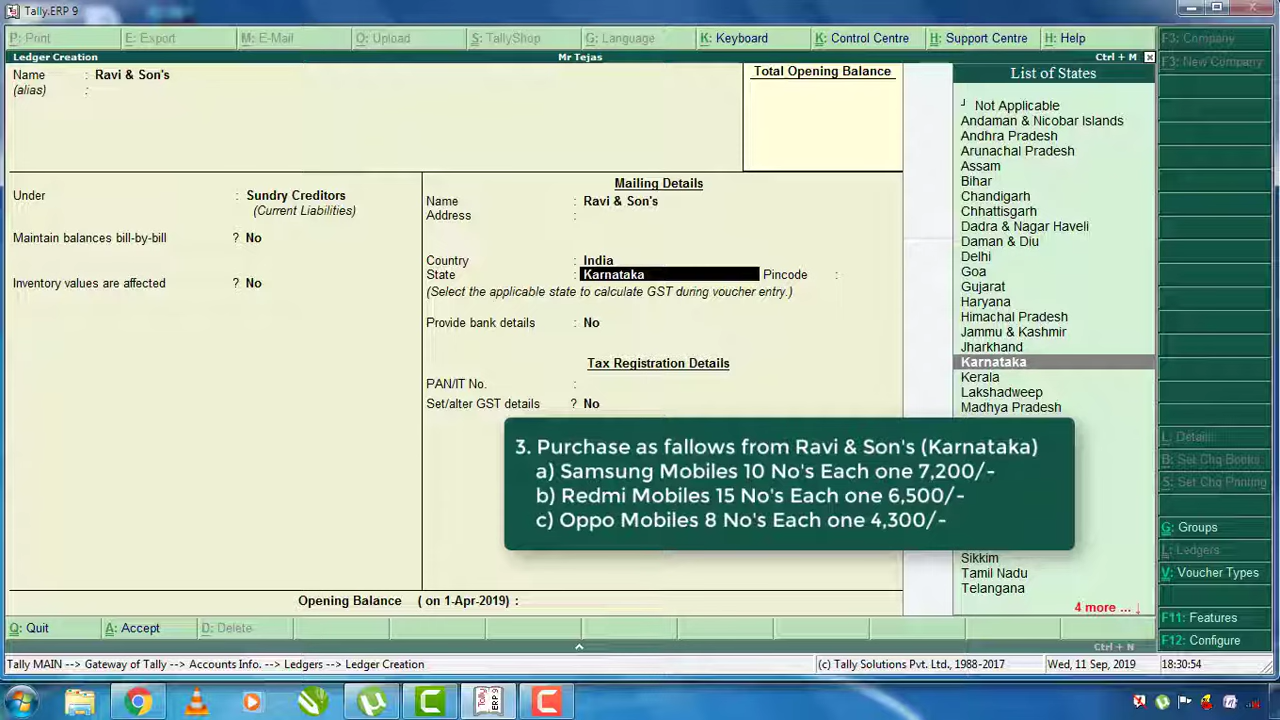 Tally.ERP 9
P: Print
E: Export
M: E-Mail
O: Upload
S: TallyShop
G: Language
K: Keyboard
K: Control Centre
H: Support Centre
H: Help
F3: Company
F3: New Company
Ledger Creation
Mr Tejas
Ctrl + M
Name : Ravi & Son's
(alias) :
Total Opening Balance
Under : Sundry Creditors
(Current Liabilities)
Maintain balances bill-by-bill ? No
Inventory values are affected ? No
Mailing Details
Name : Ravi & Son's
Address :
Country : India
State : Karnataka Pincode :
(Select the applicable state to calculate GST during voucher entry.)
Provide bank details : No
Tax Registration Details
PAN/IT No. :
Set/alter GST details ? No
List of States
Not Applicable
Andaman & Nicobar Islands
Andhra Pradesh
Arunachal Pradesh
Assam
Bihar
Chandigarh
Chhattisgarh
Dadra & Nagar Haveli
Daman & Diu
Delhi
Goa
Gujarat
Haryana
Himachal Pradesh
Jammu & Kashmir
Jharkhand
Karnataka
Kerala
Lakshadweep
Madhya Pradesh
Sikkim
Tamil Nadu
Telangana
4 more ... ↓
3. Purchase as fallows from Ravi & Son's (Karnataka)
a) Samsung Mobiles 10 No's Each one 7,200/-
b) Redmi Mobiles 15 No's Each one 6,500/-
c) Oppo Mobiles 8 No's Each one 4,300/-
L: Details
B: Set Chq Books
S: Set Chq Printing
G: Groups
L: Ledgers
V: Voucher Types
F11: Features
F12: Configure
Opening Balance ( on 1-Apr-2019) :
Q: Quit
A: Accept
D: Delete
Ctrl + N
Tally MAIN --> Gateway of Tally --> Accounts Info. --> Ledgers --> Ledger Creation
(c) Tally Solutions Pvt. Ltd., 1988-2017
Wed, 11 Sep, 2019
18:30:54